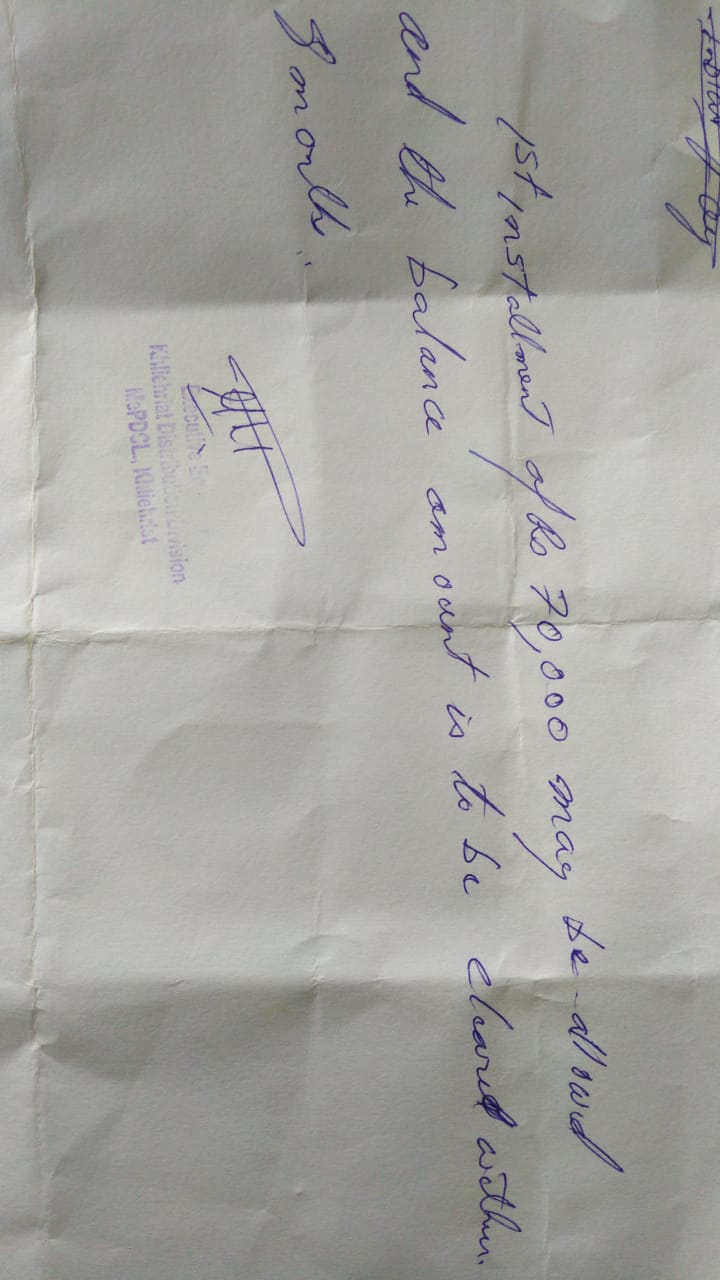 1st installment of Rs 70,000 may be allowed
and the balance amount is to be cleared within
months.
Executive
Khliehriat Distribution Division
MePDCL, Khliehriat